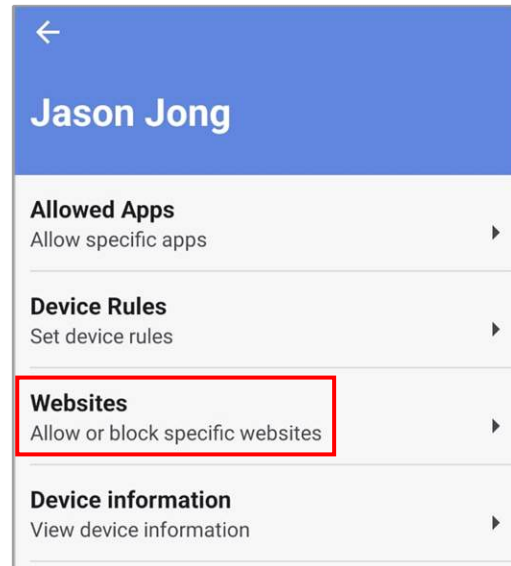 Jason Jong
Allowed Apps
Allow specific apps
Device Rules
Set device rules
Websites
Allow or block specific websites
Device information
View device information